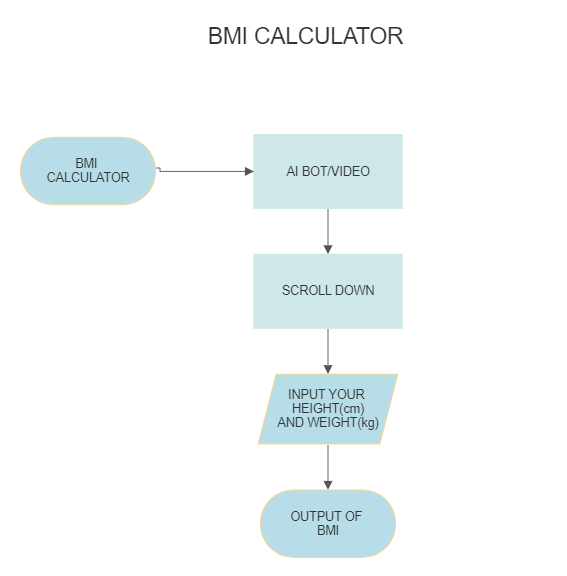 BMI CALCULATOR
BMI
CALCULATOR
AI BOT/VIDEO
SCROLL DOWN
INPUT YOUR
HEIGHT(cm)
AND WEIGHT(kg)
OUTPUT OF
BMI